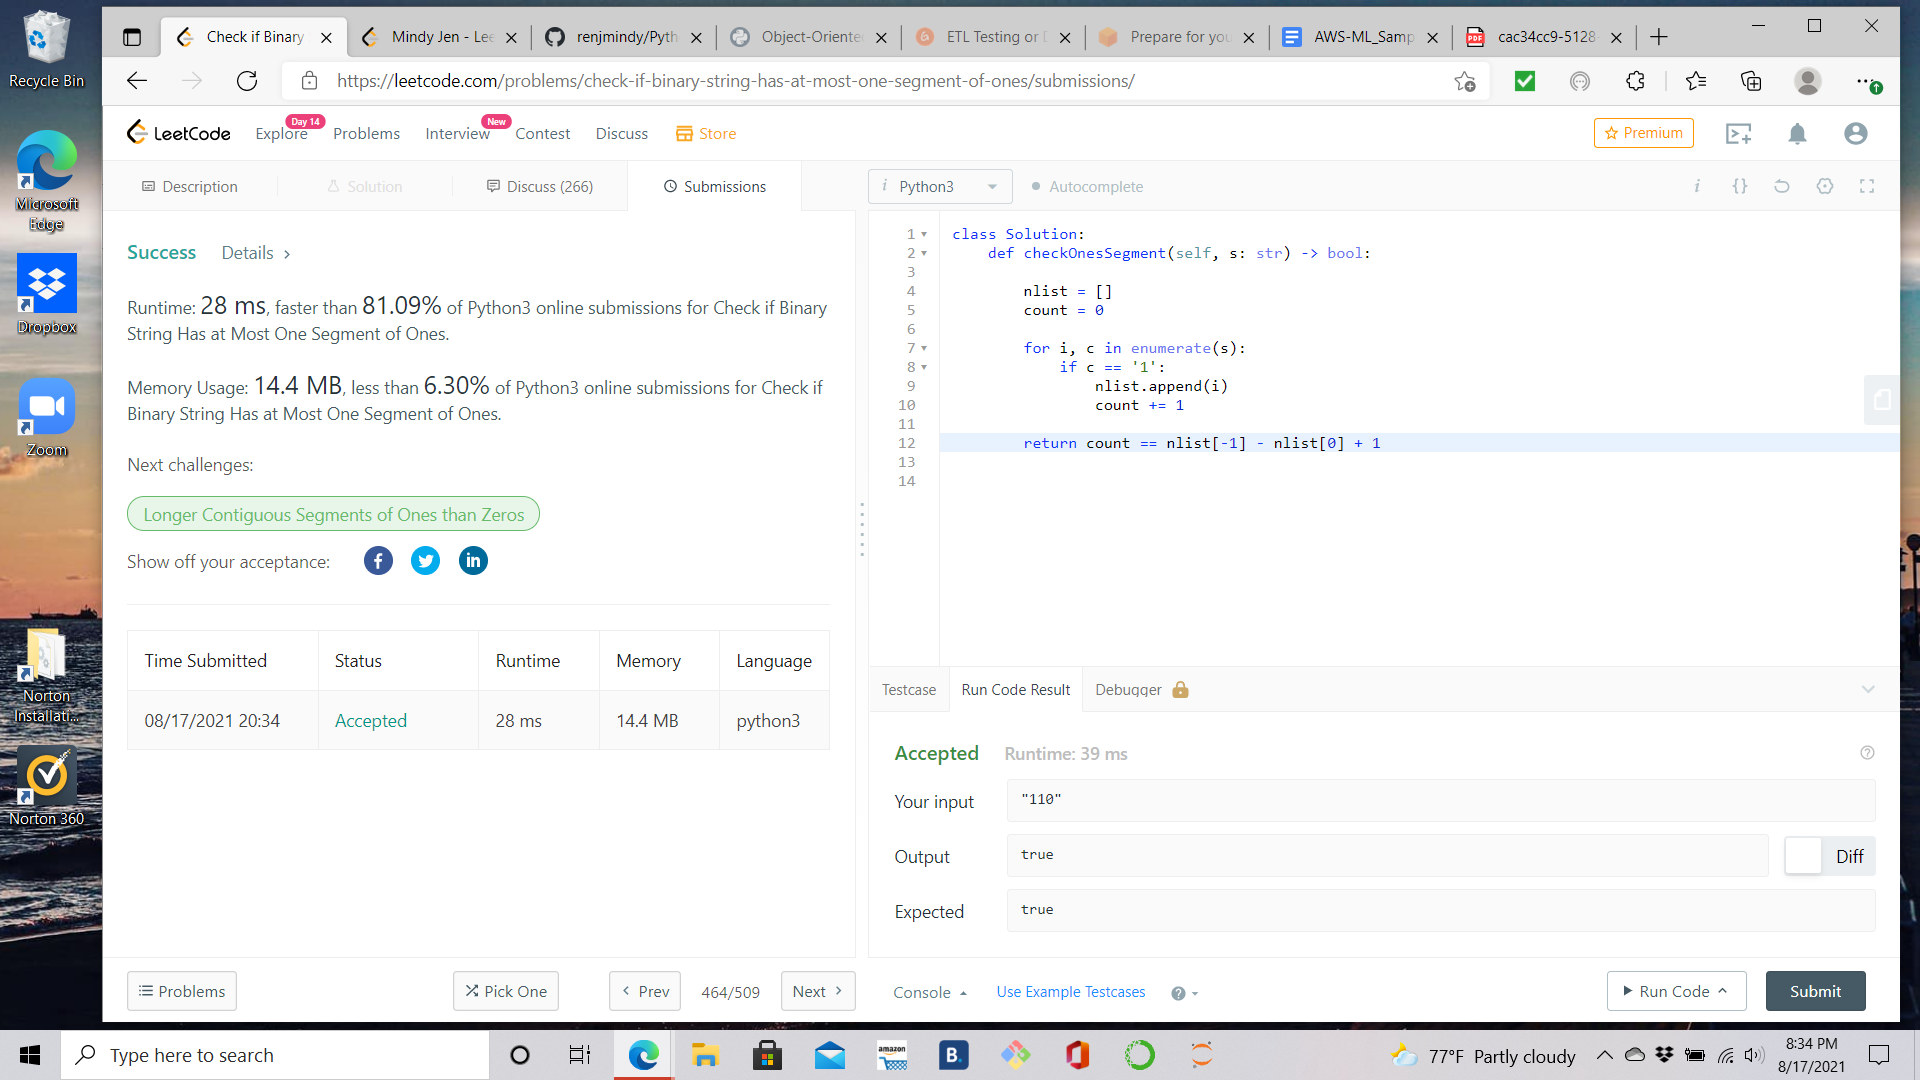 Recycle Bin
Microsoft
Edge
Dropbox
Zoom
Norton
Installati...
Norton 360
Check if Binary
Mindy Jen - Lee
renjmindy/Pyth
Object-Oriente
ETL Testing or D
Prepare for you
AWS-ML_Samp
cac34cc9-5128-
https://leetcode.com/problems/check-if-binary-string-has-at-most-one-segment-of-ones/submissions/
LeetCode
Explore
Day 14
Problems
Interview
New
Contest
Discuss
Store
Premium
Description
Solution
Discuss (266)
Submissions
i Python3
Autocomplete
i
{}
Success
Details >
Runtime: 28 ms, faster than 81.09% of Python3 online submissions for Check if Binary
String Has at Most One Segment of Ones.
Memory Usage: 14.4 MB, less than 6.30% of Python3 online submissions for Check if
Binary String Has at Most One Segment of Ones.
Next challenges:
Longer Contiguous Segments of Ones than Zeros
Show off your acceptance:
Time Submitted Status Runtime Memory Language
08/17/2021 20:34 Accepted 28 ms 14.4 MB python3
1 class Solution:
2 def checkOnesSegment(self, s: str) -> bool:
3
4 nlist = []
5 count = 0
6
7 for i, c in enumerate(s):
8 if c == '1':
9 nlist.append(i)
10 count += 1
11
12 return count == nlist[-1] - nlist[0] + 1
13
14
Testcase
Run Code Result
Debugger
Accepted Runtime: 39 ms
Your input "110"
Output true Diff
Expected true
Problems
Pick One
Prev
464/509
Next
Console
Use Example Testcases
Run Code
Submit
Type here to search
amazon
B.
77°F Partly cloudy
8:34 PM
8/17/2021